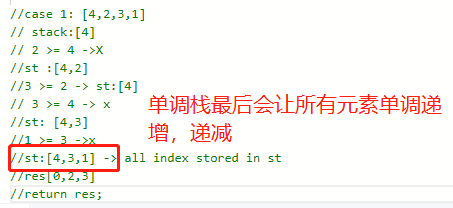 //case 1: [4,2,3,1]
// stack:[4]
// 2 >= 4 ->X
//st :[4,2]
//3 >= 2 -> st:[4]
// 3 >= 4 -> x
//st: [4,3]
//1 >= 3 ->x
//st:[4,3,1] -> all index stored in st
//res[0,2,3]
//return res;
单调栈最后会让所有元素单调递
增，递减